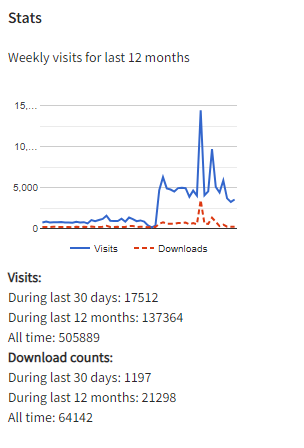 Stats
Weekly visits for last 12 months
15,...
10,...
5,000
0
Visits Downloads
Visits:
During last 30 days: 17512
During last 12 months: 137364
All time: 505889
Download counts:
During last 30 days: 1197
During last 12 months: 21298
All time: 64142